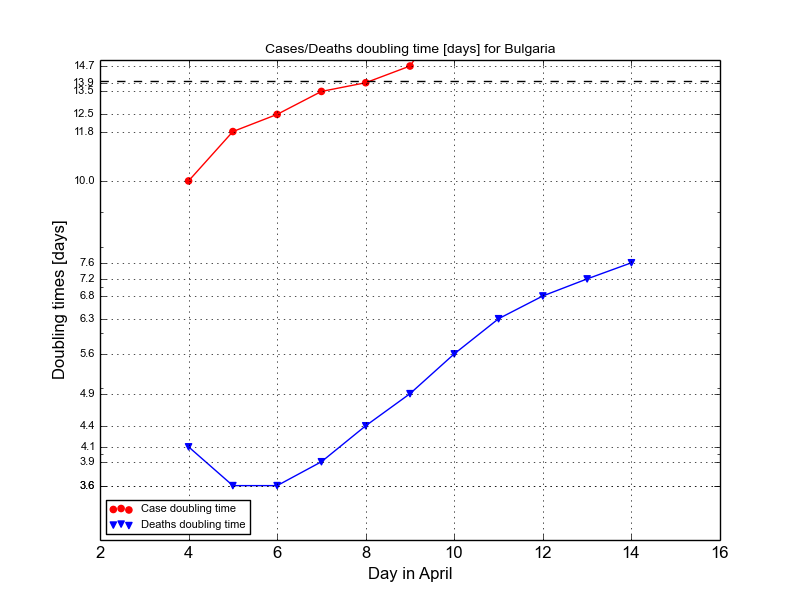 Cases/Deaths doubling time [days] for Bulgaria
14.7
13.9
13.5
12.5
11.8
10.0
7.6
7.2
6.8
6.3
5.6
4.9
4.4
4.1
3.9
3.6
Doubling times [days]
Case doubling time
Deaths doubling time
2 4 6 8 10 12 14 16
Day in April